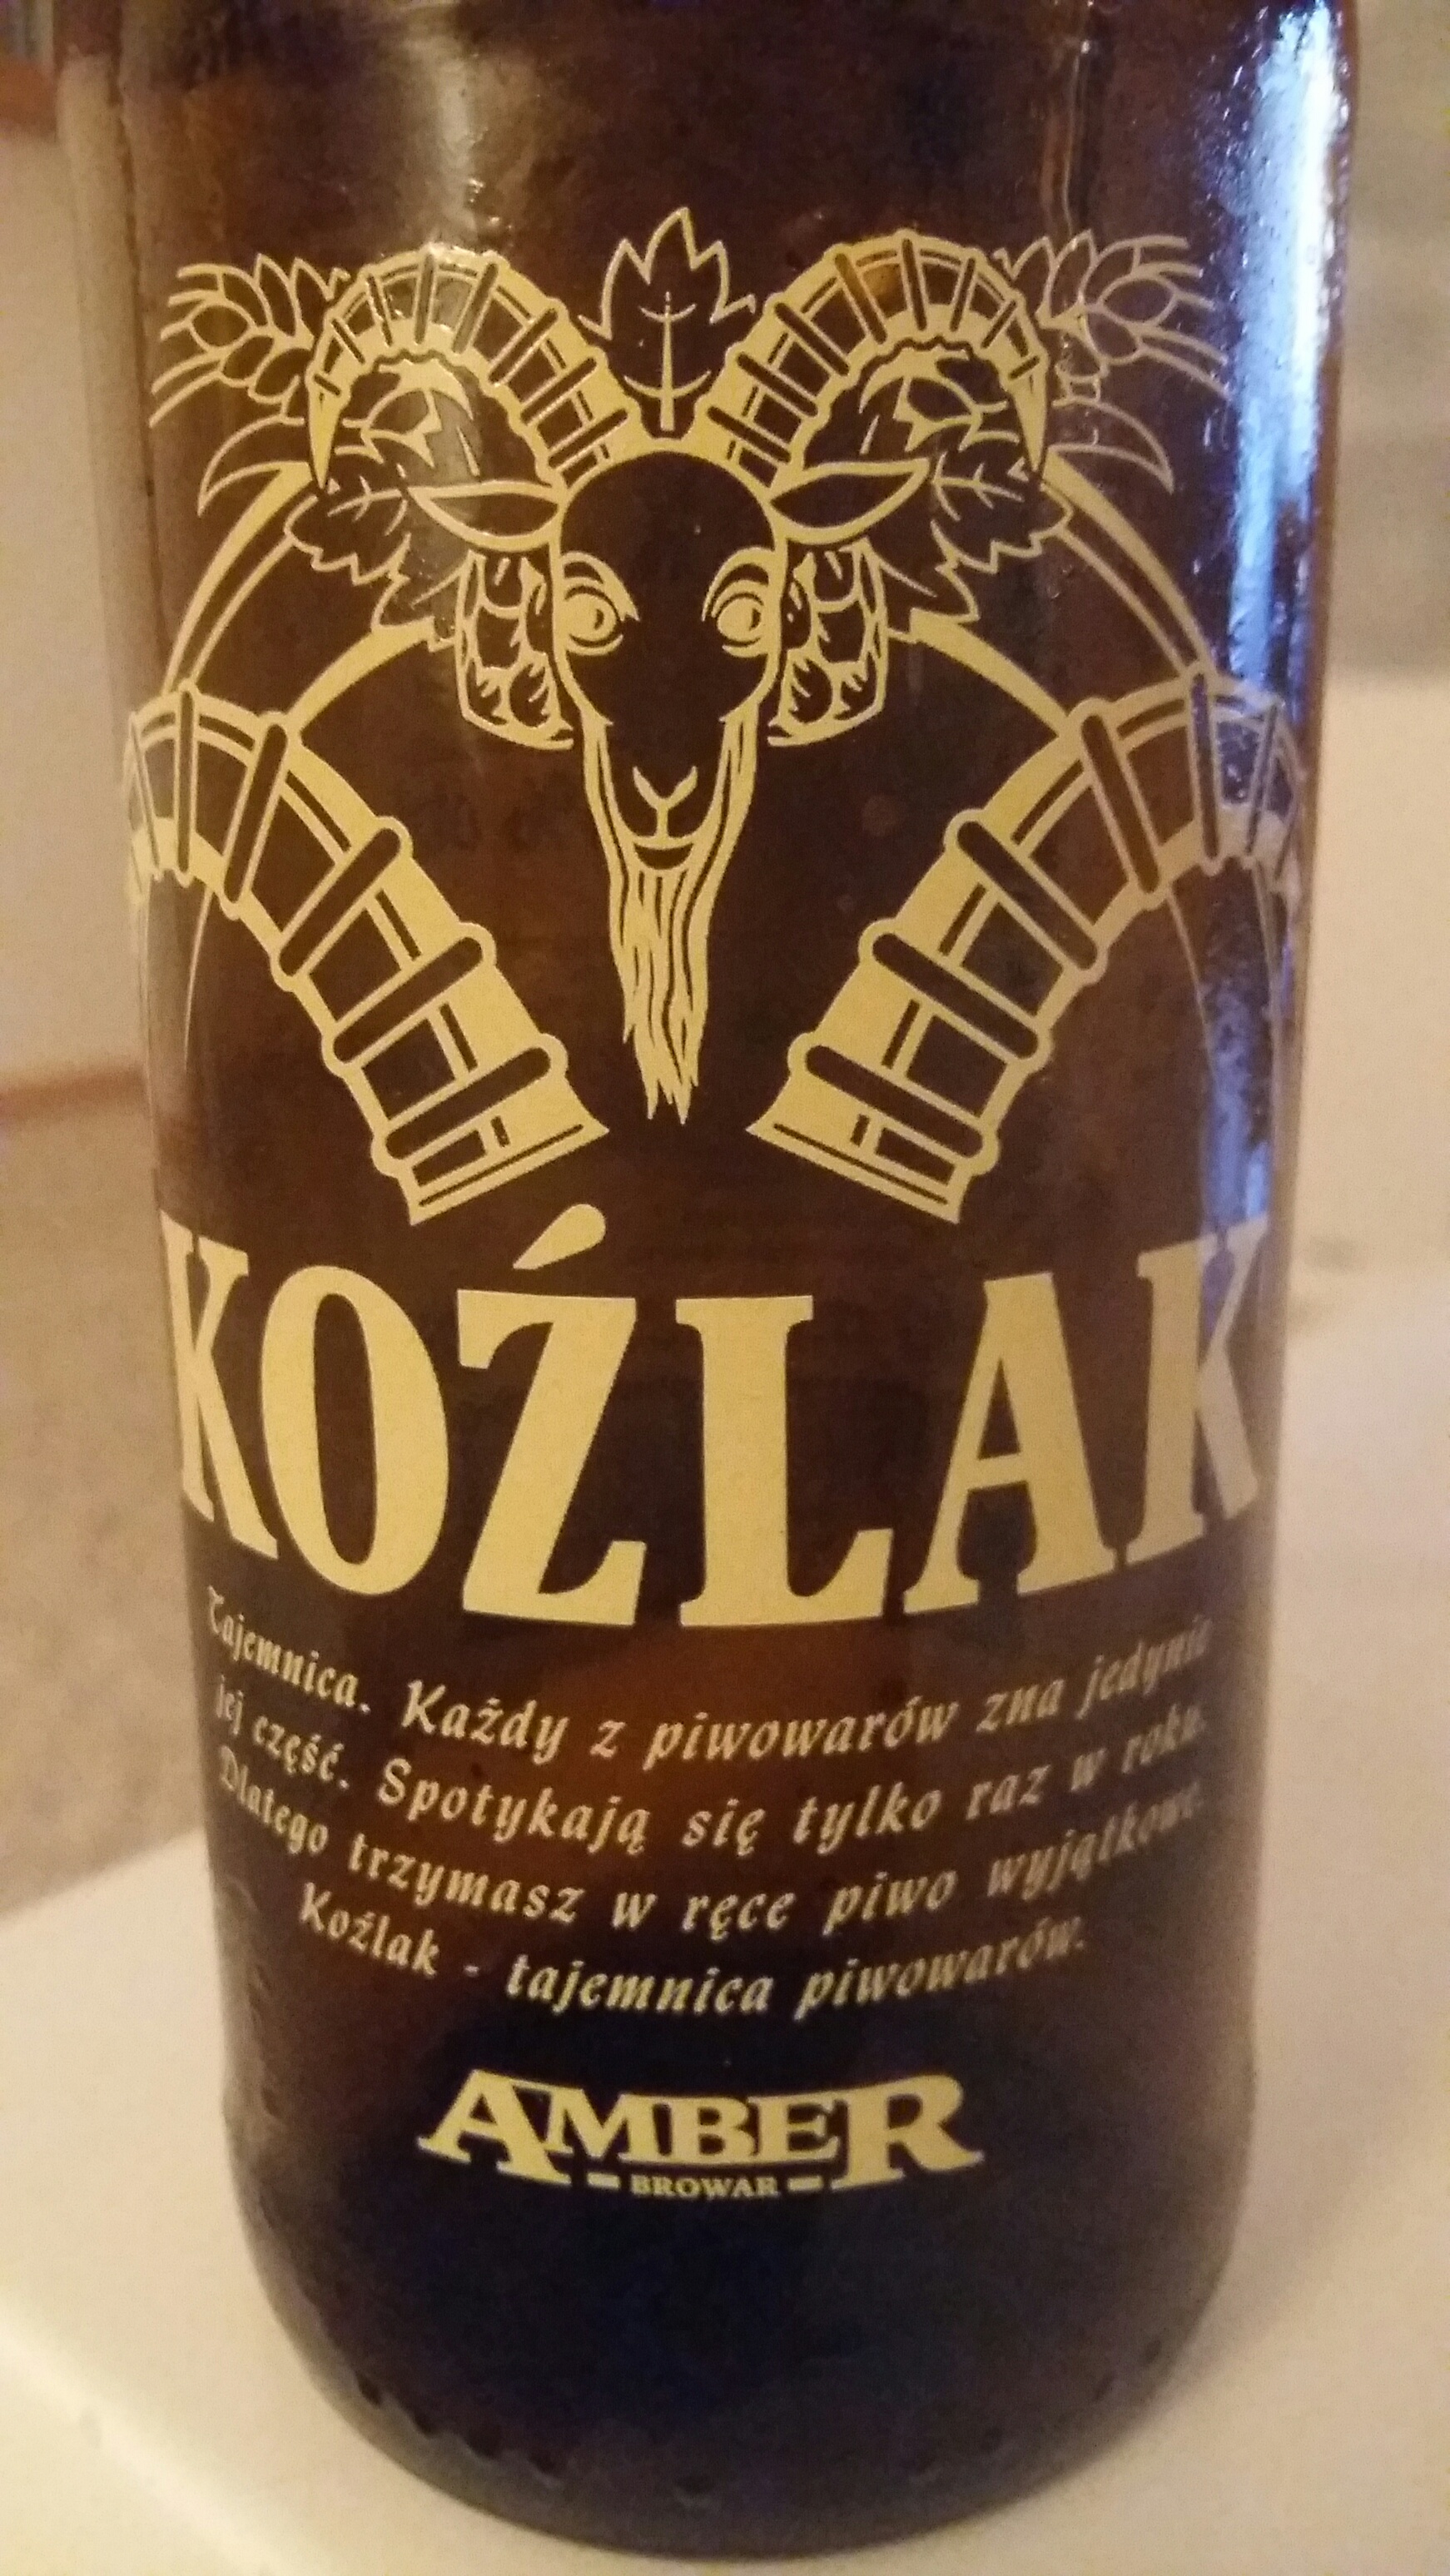 KOŹLAK
Tajemnica. Każdy z piwowarów zna jedynie
jej część. Spotykają się tylko raz w roku.
Dlatego trzymasz w ręce piwo wyjątkowe.
Koźlak - tajemnica piwowarów.
AMBER
BROWAR